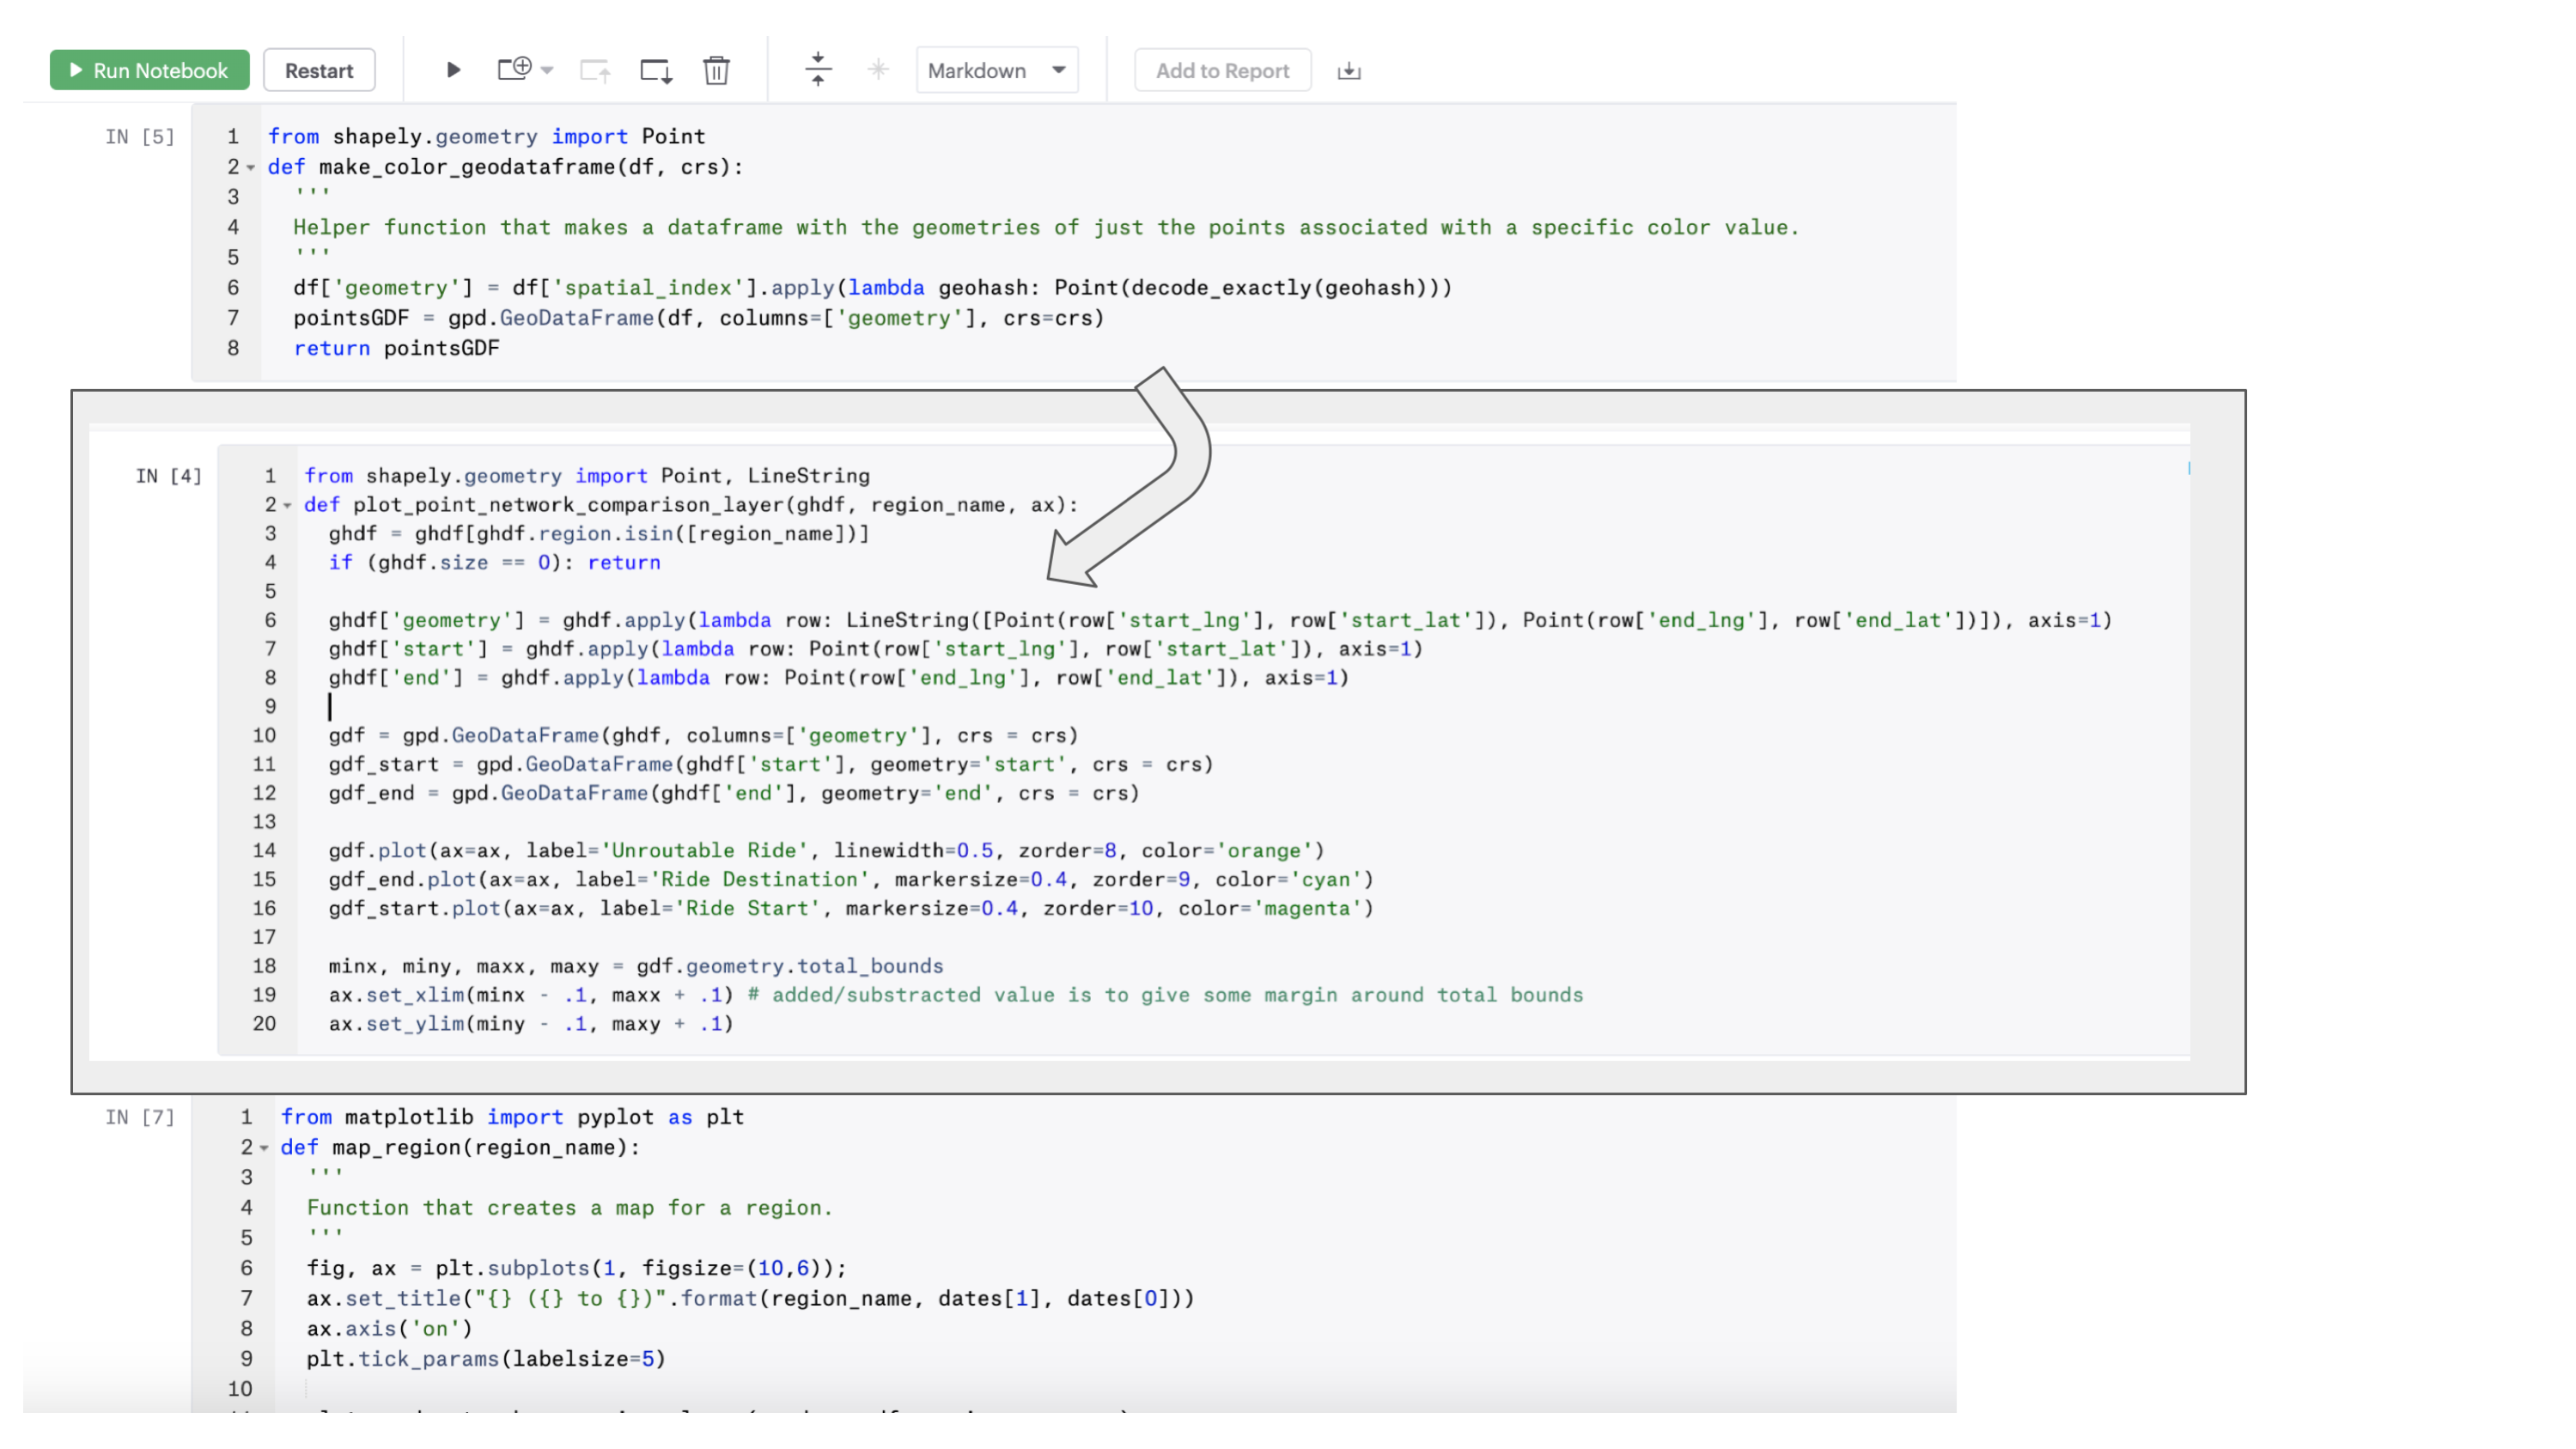 Run Notebook Restart Markdown Add to Report
IN [5]
1 from shapely.geometry import Point
2 def make_color_geodataframe(df, crs):
3   '''
4   Helper function that makes a dataframe with the geometries of just the points associated with a specific color value.
5   '''
6   df['geometry'] = df['spatial_index'].apply(lambda geohash: Point(decode_exactly(geohash)))
7   pointsGDF = gpd.GeoDataFrame(df, columns=['geometry'], crs=crs)
8   return pointsGDF
IN [4]
1 from shapely.geometry import Point, LineString
2 def plot_point_network_comparison_layer(ghdf, region_name, ax):
3   ghdf = ghdf[ghdf.region.isin([region_name])]
4   if (ghdf.size == 0): return
5
6   ghdf['geometry'] = ghdf.apply(lambda row: LineString([Point(row['start_lng'], row['start_lat']), Point(row['end_lng'], row['end_lat'])]), axis=1)
7   ghdf['start'] = ghdf.apply(lambda row: Point(row['start_lng'], row['start_lat']), axis=1)
8   ghdf['end'] = ghdf.apply(lambda row: Point(row['end_lng'], row['end_lat']), axis=1)
9
10   gdf = gpd.GeoDataFrame(ghdf, columns=['geometry'], crs = crs)
11   gdf_start = gpd.GeoDataFrame(ghdf['start'], geometry='start', crs = crs)
12   gdf_end = gpd.GeoDataFrame(ghdf['end'], geometry='end', crs = crs)
13
14   gdf.plot(ax=ax, label='Unroutable Ride', linewidth=0.5, zorder=8, color='orange')
15   gdf_end.plot(ax=ax, label='Ride Destination', markersize=0.4, zorder=9, color='cyan')
16   gdf_start.plot(ax=ax, label='Ride Start', markersize=0.4, zorder=10, color='magenta')
17
18   minx, miny, maxx, maxy = gdf.geometry.total_bounds
19   ax.set_xlim(minx - .1, maxx + .1) # added/substracted value is to give some margin around total bounds
20   ax.set_ylim(miny - .1, maxy + .1)
IN [7]
1 from matplotlib import pyplot as plt
2 def map_region(region_name):
3   '''
4   Function that creates a map for a region.
5   '''
6   fig, ax = plt.subplots(1, figsize=(10,6));
7   ax.set_title("{} ({} to {})".format(region_name, dates[1], dates[0]))
8   ax.axis('on')
9   plt.tick_params(labelsize=5)
10